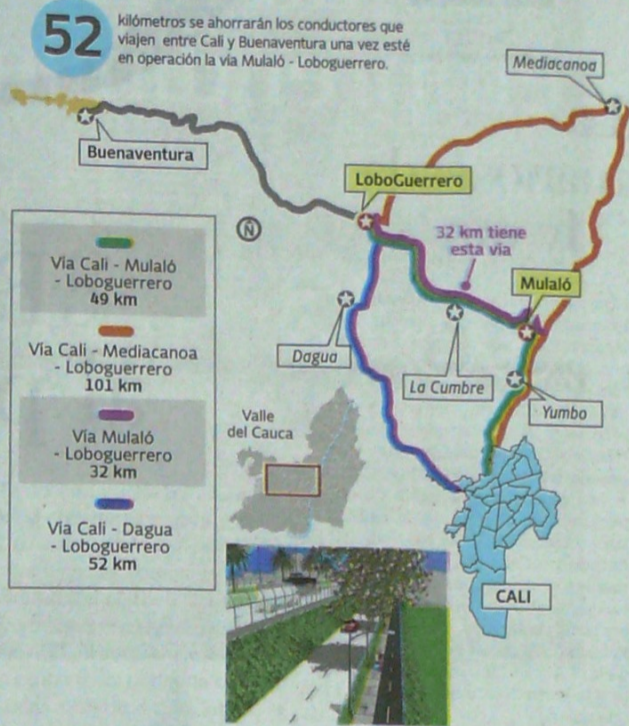 52
kilómetros se ahorrarán los conductores que
viajen entre Cali y Buenaventura una vez esté
en operación la vía Mulaló - Loboguerrero.
Mediacanoa
Buenaventura
LoboGuerrero
N
32 km tiene
esta vía
Mulaló
Vía Cali - Mulaló
- Loboguerrero
49 km
Vía Cali - Mediacanoa
- Loboguerrero
101 km
Vía Mulaló
- Loboguerrero
32 km
Vía Cali - Dagua
- Loboguerrero
52 km
Dagua
La Cumbre
Yumbo
Valle
del Cauca
CALI